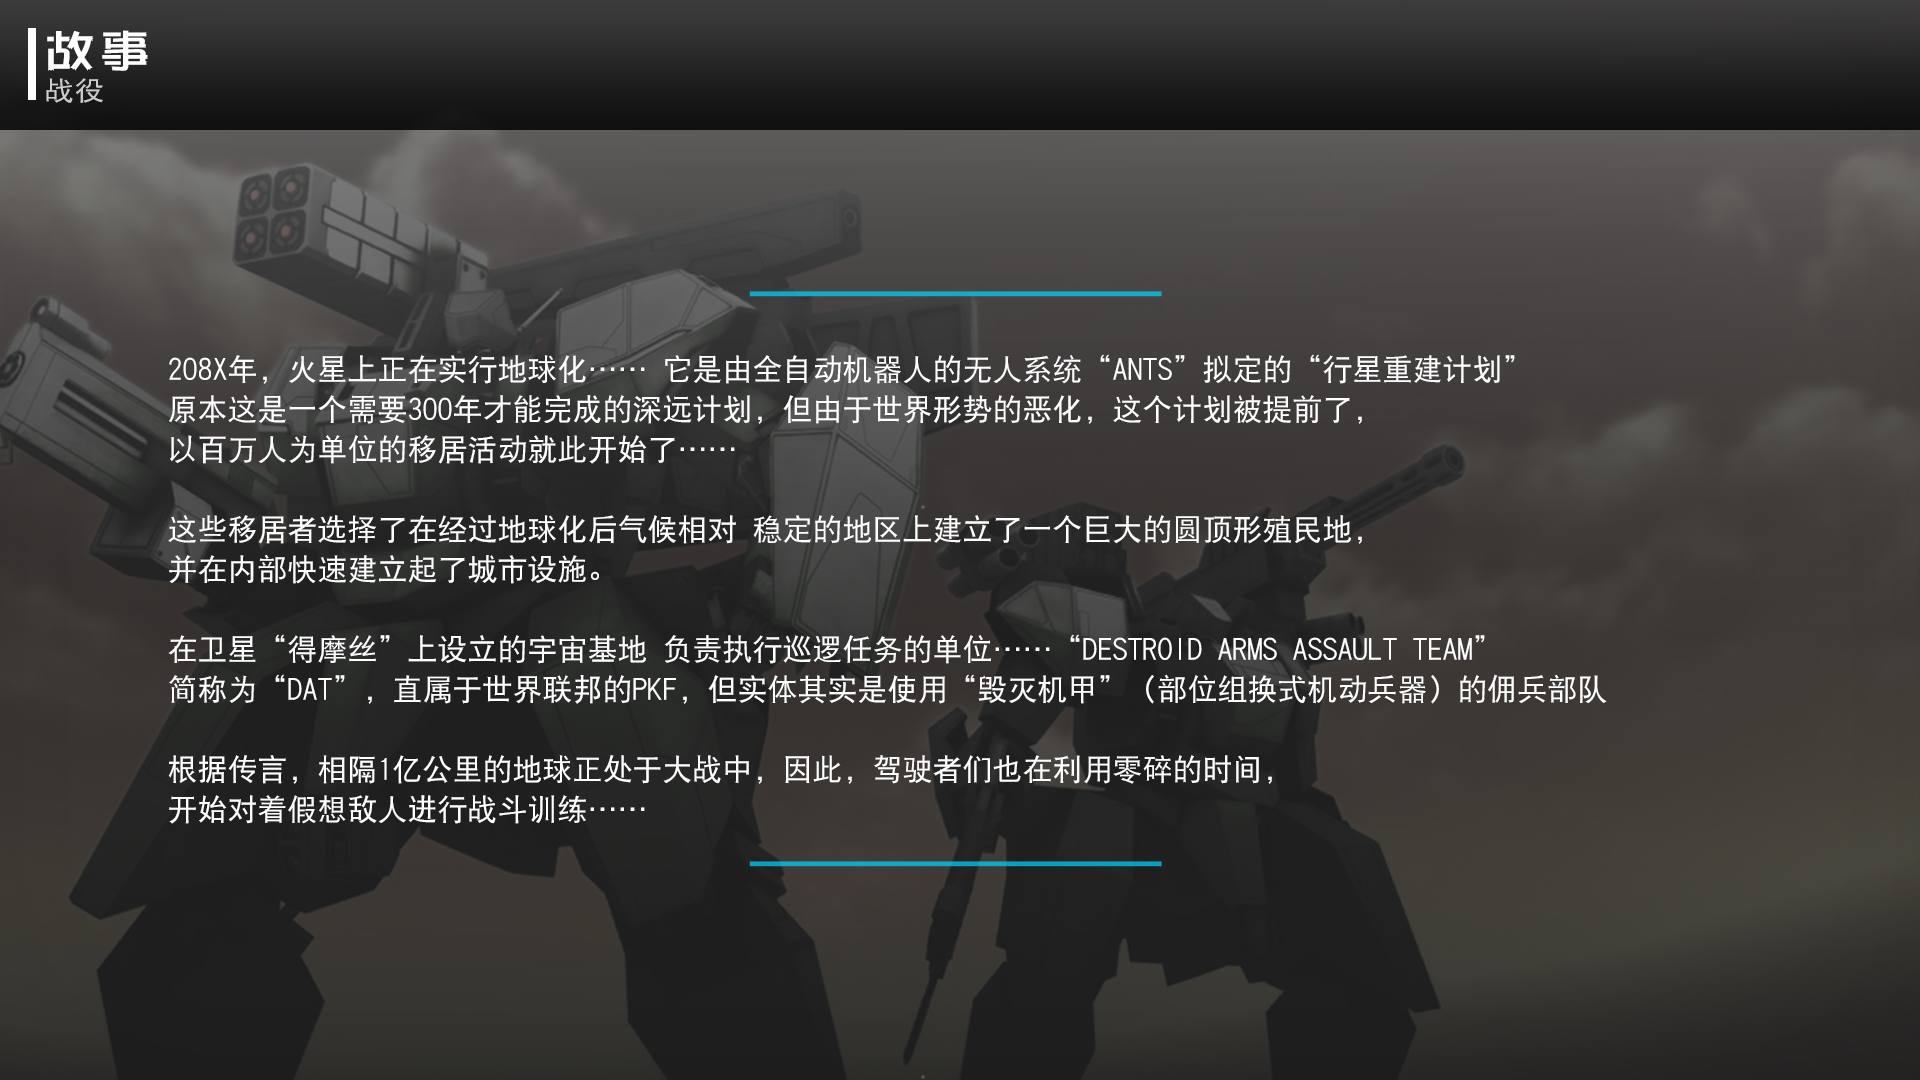 故事
战役
208X年，火星上正在实行地球化…… 它是由全自动机器人的无人系统“ANTS”拟定的“行星重建计划”
原本这是一个需要300年才能完成的深远计划，但由于世界形势的恶化，这个计划被提前了，
以百万人为单位的移居活动就此开始了……
这些移居者选择了在经过地球化后气候相对 稳定的地区上建立了一个巨大的圆顶形殖民地，
并在内部快速建立起了城市设施。
在卫星“得摩丝”上设立的宇宙基地 负责执行巡逻任务的单位……“DESTROID ARMS ASSAULT TEAM”
简称为“DAT”，直属于世界联邦的PKF，但实体其实是使用“毁灭机甲”（部位组换式机动兵器）的佣兵部队
根据传言，相隔1亿公里的地球正处于大战中，因此，驾驶者们也在利用零碎的时间，
开始对着假想敌人进行战斗训练……